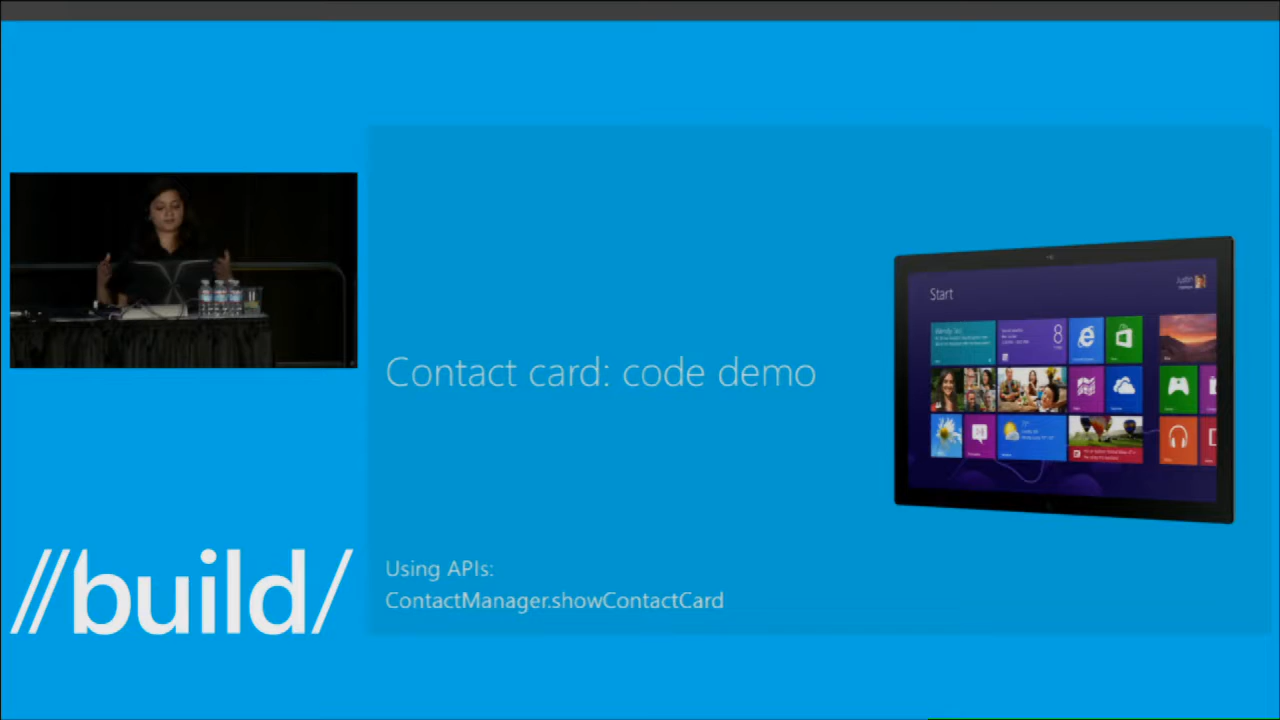 Start
Contact card: code demo
Using APIs:
ContactManager.showContactCard
//build/